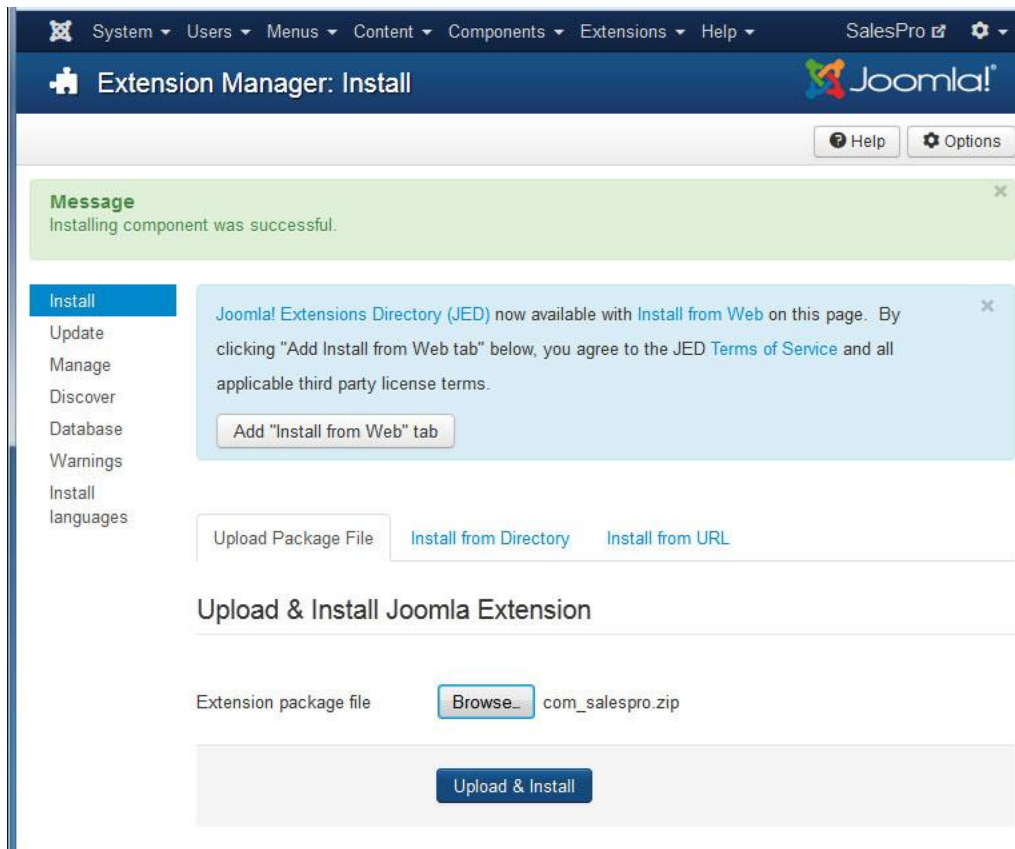 System Users Menus Content Components Extensions Help SalesPro
Extension Manager: Install Joomla!®
Help Options
Message
Installing component was successful.
Install
Update
Manage
Discover
Database
Warnings
Install
languages
Joomla! Extensions Directory (JED) now available with Install from Web on this page. By
clicking "Add Install from Web tab" below, you agree to the JED Terms of Service and all
applicable third party license terms.
Add "Install from Web" tab
Upload Package File Install from Directory Install from URL
Upload & Install Joomla Extension
Extension package file Browse... com_salespro.zip
Upload & Install